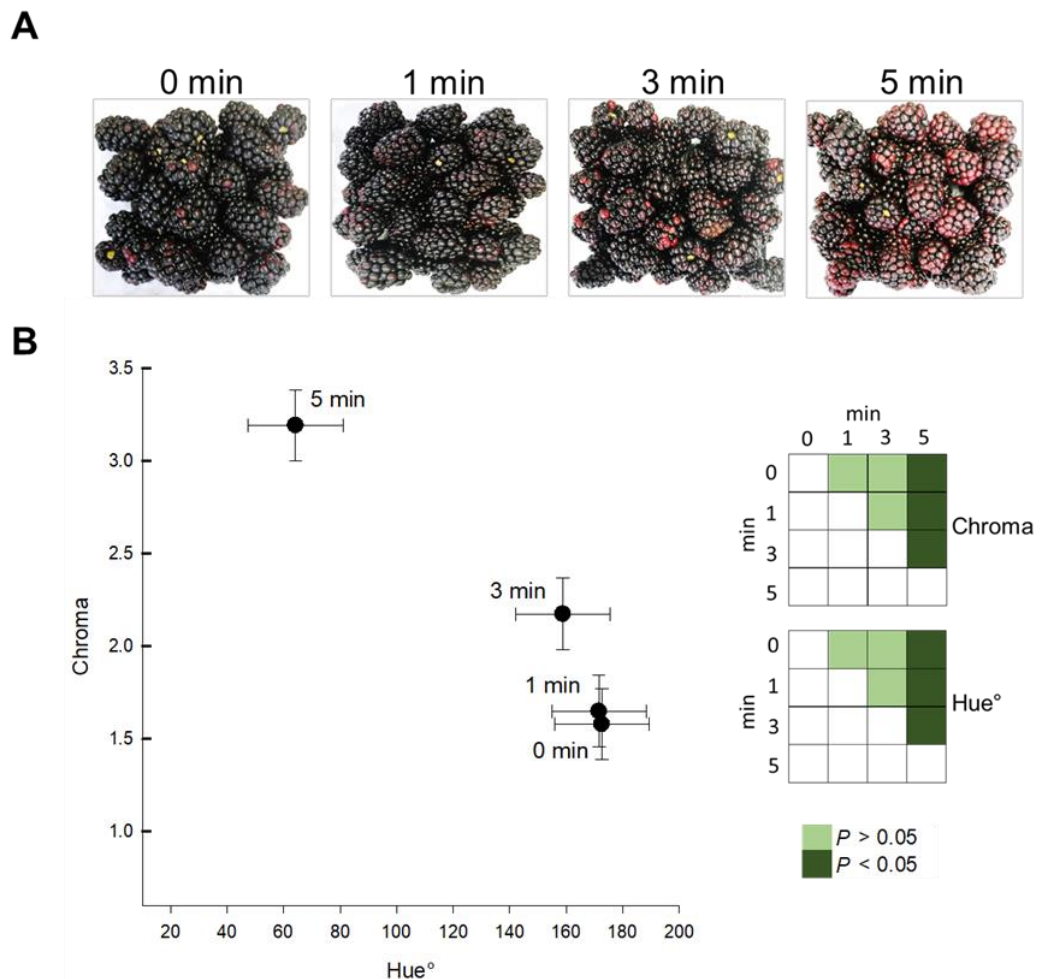 A
0 min 1 min 3 min 5 min
B
3.5
3.0
2.5
2.0
1.5
1.0
Chroma
5 min
3 min
1 min
0 min
20 40 60 80 100 120 140 160 180 200
Hue°
min
0 1 3 5
0
1
3
5
min
Chroma
0
1
3
5
min
Hue°
P > 0.05
P < 0.05